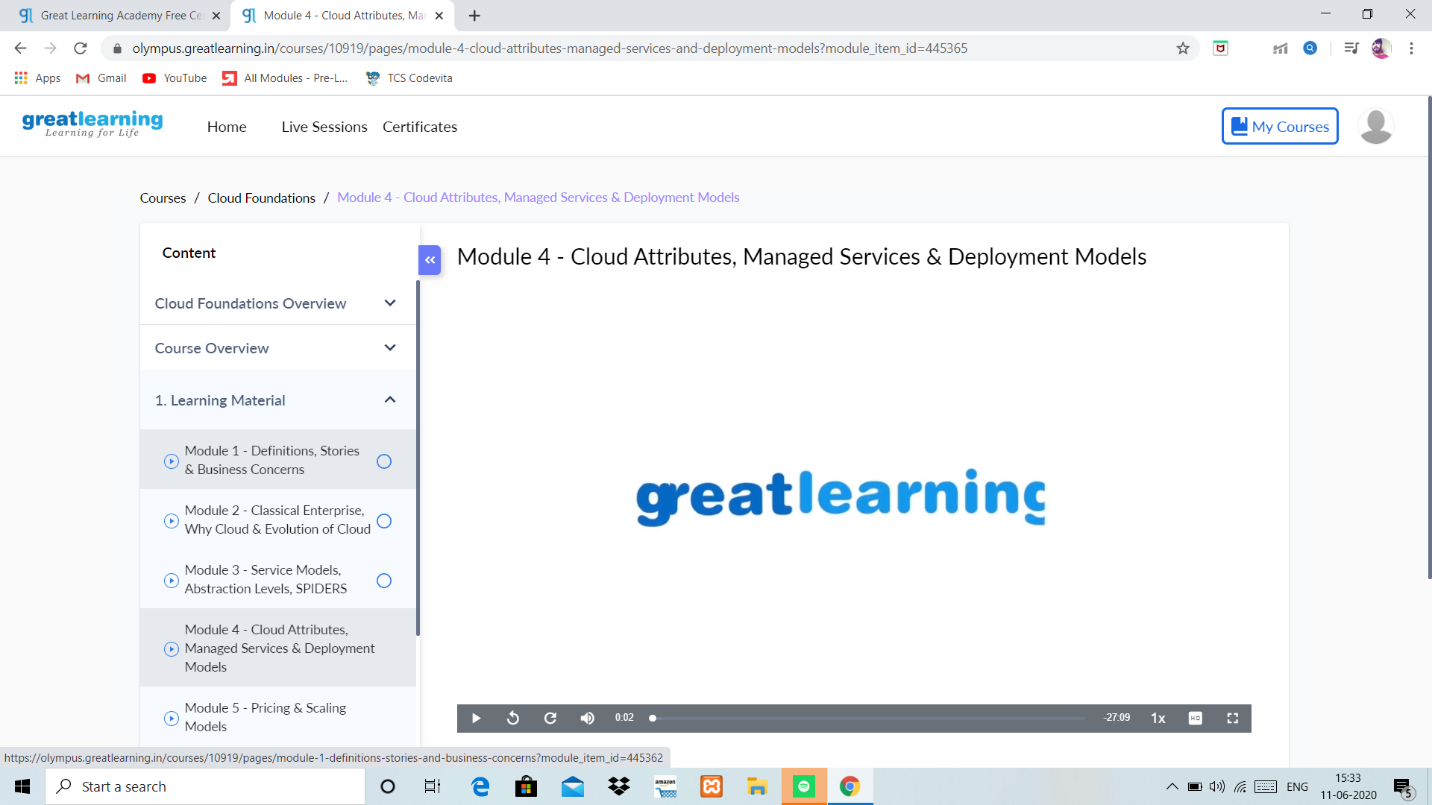 Great Learning Academy Free Ce
Module 4 - Cloud Attributes, Ma
olympus.greatlearning.in/courses/10919/pages/module-4-cloud-attributes-managed-services-and-deployment-models?module_item_id=445365
Apps
Gmail
YouTube
All Modules - Pre-L...
TCS Codevita
greatlearning
Learning for Life
Home
Live Sessions
Certificates
My Courses
Courses / Cloud Foundations / Module 4 - Cloud Attributes, Managed Services & Deployment Models
Content
Cloud Foundations Overview
Course Overview
1. Learning Material
Module 1 - Definitions, Stories
& Business Concerns
Module 2 - Classical Enterprise,
Why Cloud & Evolution of Cloud
Module 3 - Service Models,
Abstraction Levels, SPIDERS
Module 4 - Cloud Attributes,
Managed Services & Deployment
Models
Module 5 - Pricing & Scaling
Models
Module 4 - Cloud Attributes, Managed Services & Deployment Models
greatlearning
0:02
-27:09
1x
HD
https://olympus.greatlearning.in/courses/10919/pages/module-1-definitions-stories-and-business-concerns?module_item_id=445362
Start a search
amazon
ENG
15:33
11-06-2020
5